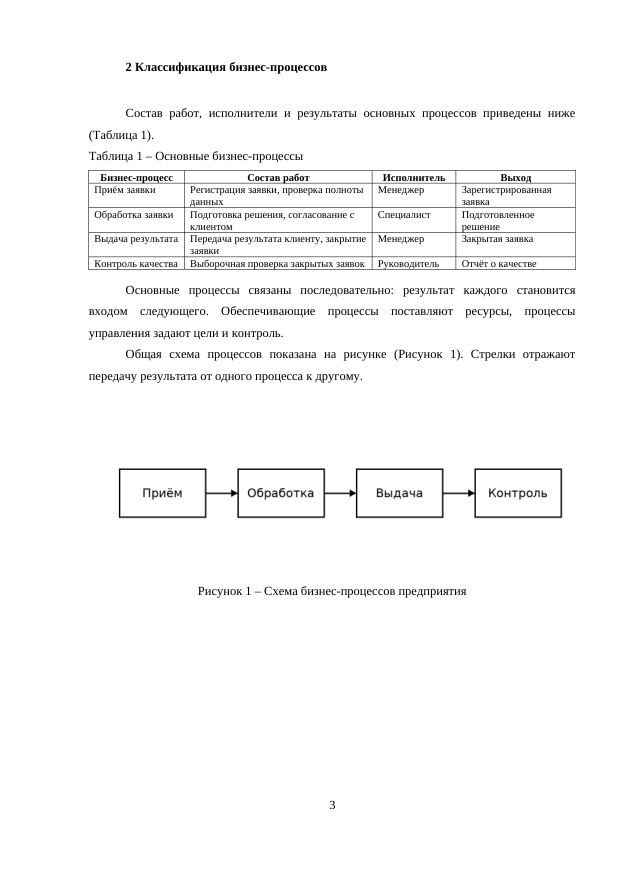 2 Классификация бизнес-процессов
Состав работ, исполнители и результаты основных процессов приведены ниже
(Таблица 1).
Таблица 1 – Основные бизнес-процессы
Бизнес-процесс Состав работ Исполнитель Выход
Приём заявки Регистрация заявки, проверка полноты данных Менеджер Зарегистрированная заявка
Обработка заявки Подготовка решения, согласование с клиентом Специалист Подготовленное решение
Выдача результата Передача результата клиенту, закрытие заявки Менеджер Закрытая заявка
Контроль качества Выборочная проверка закрытых заявок Руководитель Отчёт о качестве
Основные процессы связаны последовательно: результат каждого становится
входом следующего. Обеспечивающие процессы поставляют ресурсы, процессы
управления задают цели и контроль.
Общая схема процессов показана на рисунке (Рисунок 1). Стрелки отражают
передачу результата от одного процесса к другому.
Приём Обработка Выдача Контроль
Рисунок 1 – Схема бизнес-процессов предприятия
3